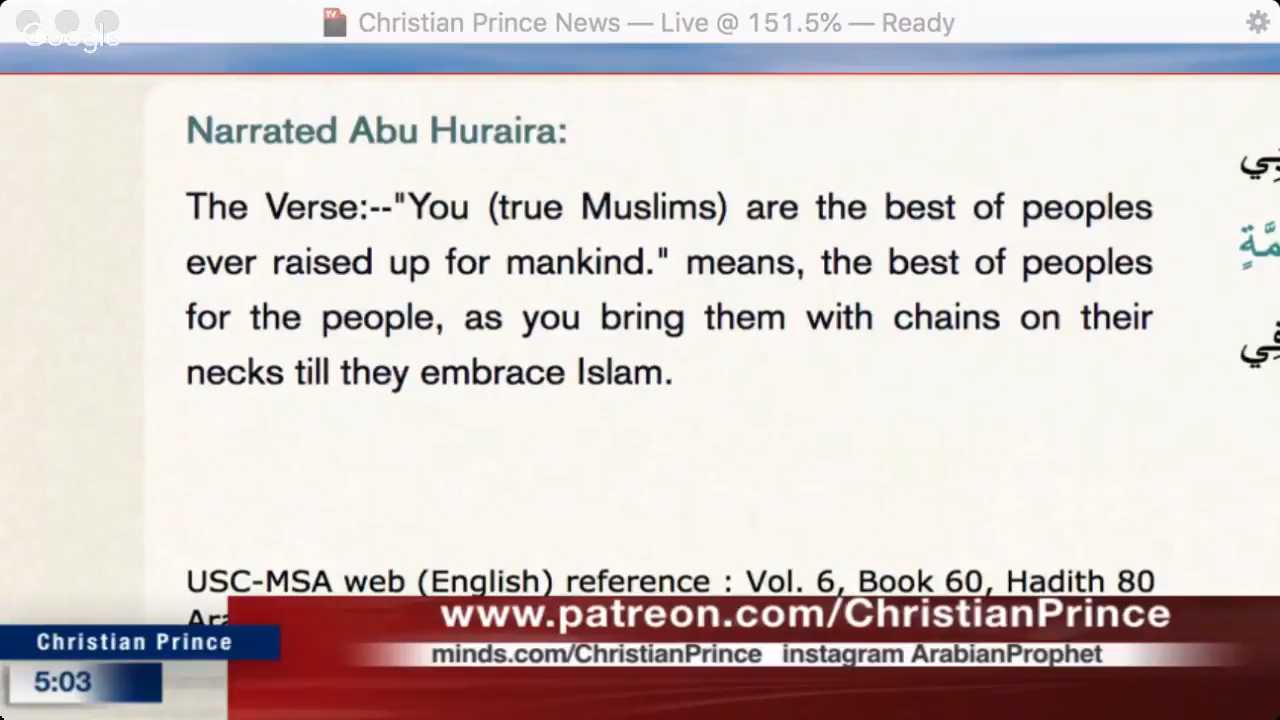 Christian Prince News — Live @ 151.5% — Ready
Google
Narrated Abu Huraira:
The Verse:--"You (true Muslims) are the best of peoples
ever raised up for mankind." means, the best of peoples
for the people, as you bring them with chains on their
necks till they embrace Islam.
USC-MSA web (English) reference : Vol. 6, Book 60, Hadith 80
www.patreon.com/ChristianPrince
Christian Prince
minds.com/ChristianPrince instagram ArabianProphet
5:03